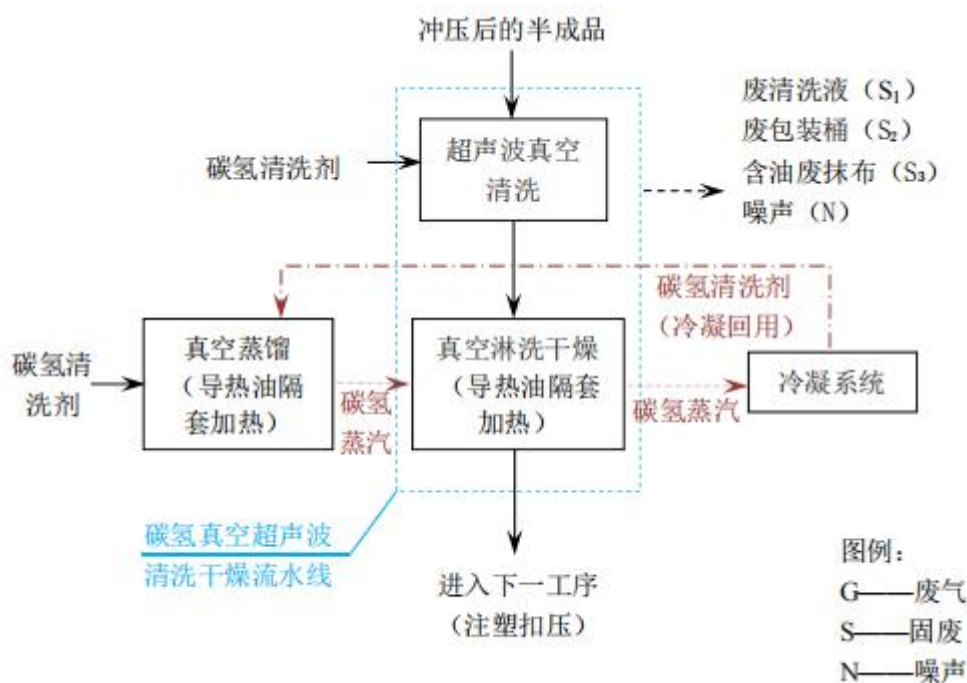 冲压后的半成品
废清洗液（S₁）
废包装桶（S₂）
含油废抹布（S₃）
噪声（N）
碳氢清洗剂
超声波真空
清洗
碳氢清洗剂
（冷凝回用）
碳氢清
洗剂
真空蒸馏
（导热油隔
套加热）
碳氢
蒸汽
真空淋洗干燥
（导热油隔套
加热）
碳氢蒸汽
冷凝系统
碳氢真空超声波
清洗干燥流水线
进入下一工序
（注塑扣压）
图例：
G——废气
S——固废
N——噪声